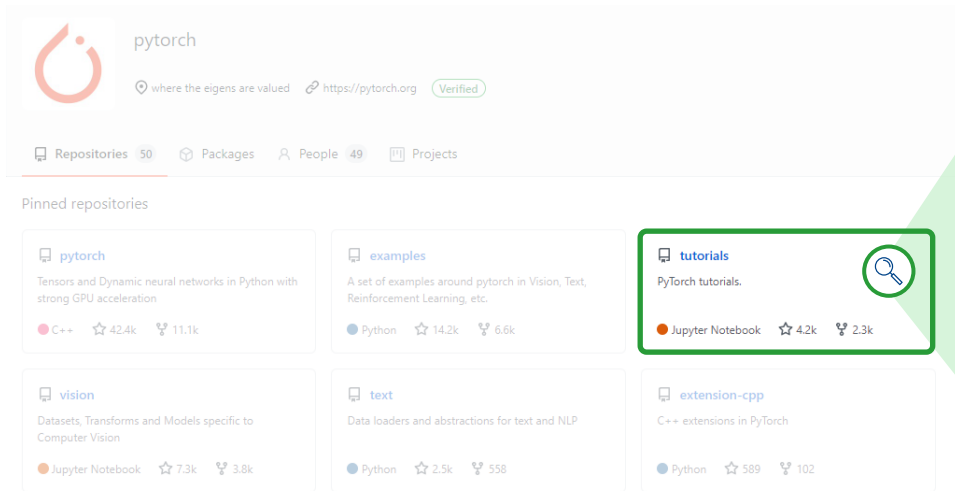 pytorch
where the eigens are valued https://pytorch.org Verified
Repositories 50 Packages People 49 Projects
Pinned repositories
pytorch
Tensors and Dynamic neural networks in Python with
strong GPU acceleration
C++ 42.4k 11.1k
examples
A set of examples around pytorch in Vision, Text,
Reinforcement Learning, etc.
Python 14.2k 6.6k
tutorials
PyTorch tutorials.
Jupyter Notebook 4.2k 2.3k
vision
Datasets, Transforms and Models specific to
Computer Vision
Jupyter Notebook 7.3k 3.8k
text
Data loaders and abstractions for text and NLP
Python 2.5k 558
extension-cpp
C++ extensions in PyTorch
Python 589 102